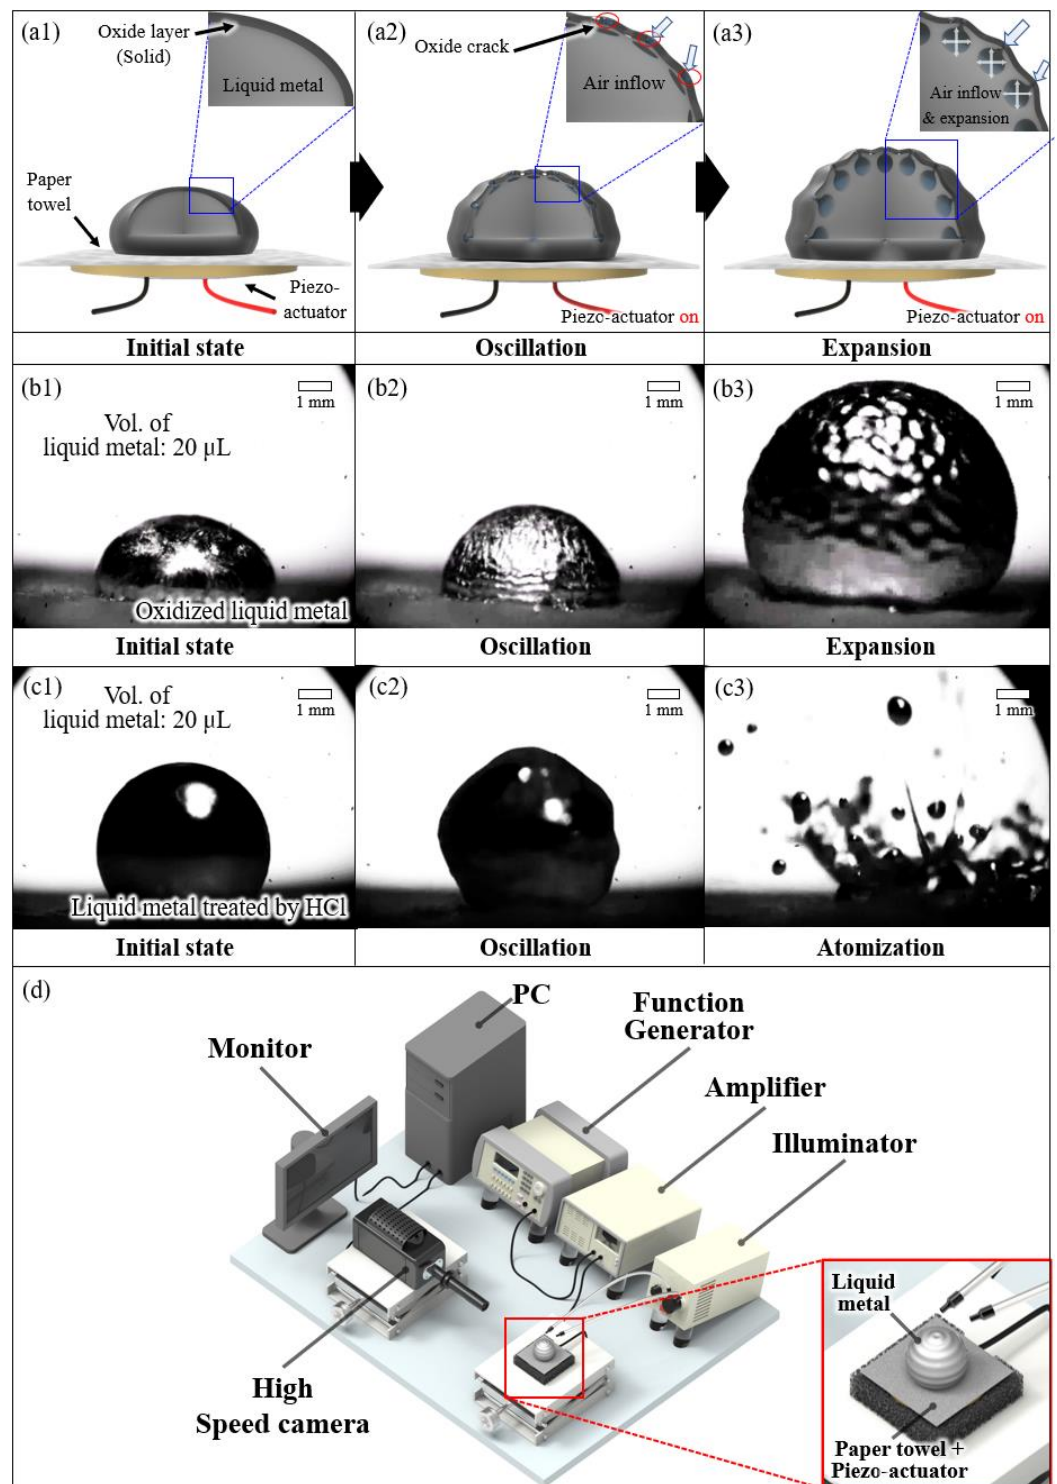 (a1)
Oxide layer
(Solid)
Liquid metal
Paper
towel
Piezo-
actuator
Initial state
(a2)
Oxide crack
Air inflow
Piezo-actuator on
Oscillation
(a3)
Air inflow
& expansion
Piezo-actuator on
Expansion
(b1)
1 mm
Vol. of
liquid metal: 20 μL
Oxidized liquid metal
Initial state
(b2)
1 mm
Oscillation
(b3)
1 mm
Expansion
(c1)
1 mm
Vol. of
liquid metal: 20 μL
Liquid metal treated by HCl
Initial state
(c2)
1 mm
Oscillation
(c3)
1 mm
Atomization
(d)
PC
Function
Generator
Monitor
Amplifier
Illuminator
High
Speed camera
Liquid
metal
Paper towel +
Piezo-actuator